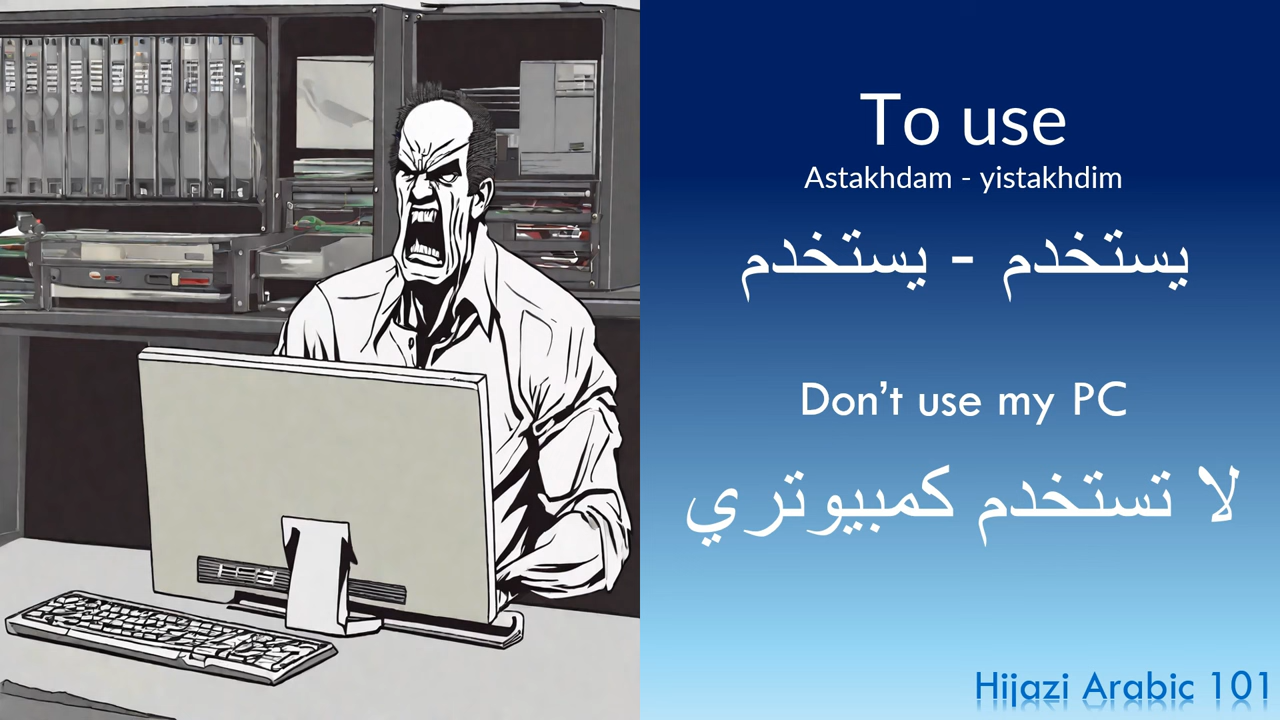 To use
Astakhdam - yistakhdim
يستخدم - يستخدم
Don't use my PC
لا تستخدم كمبيوتري
Hijazi Arabic 101